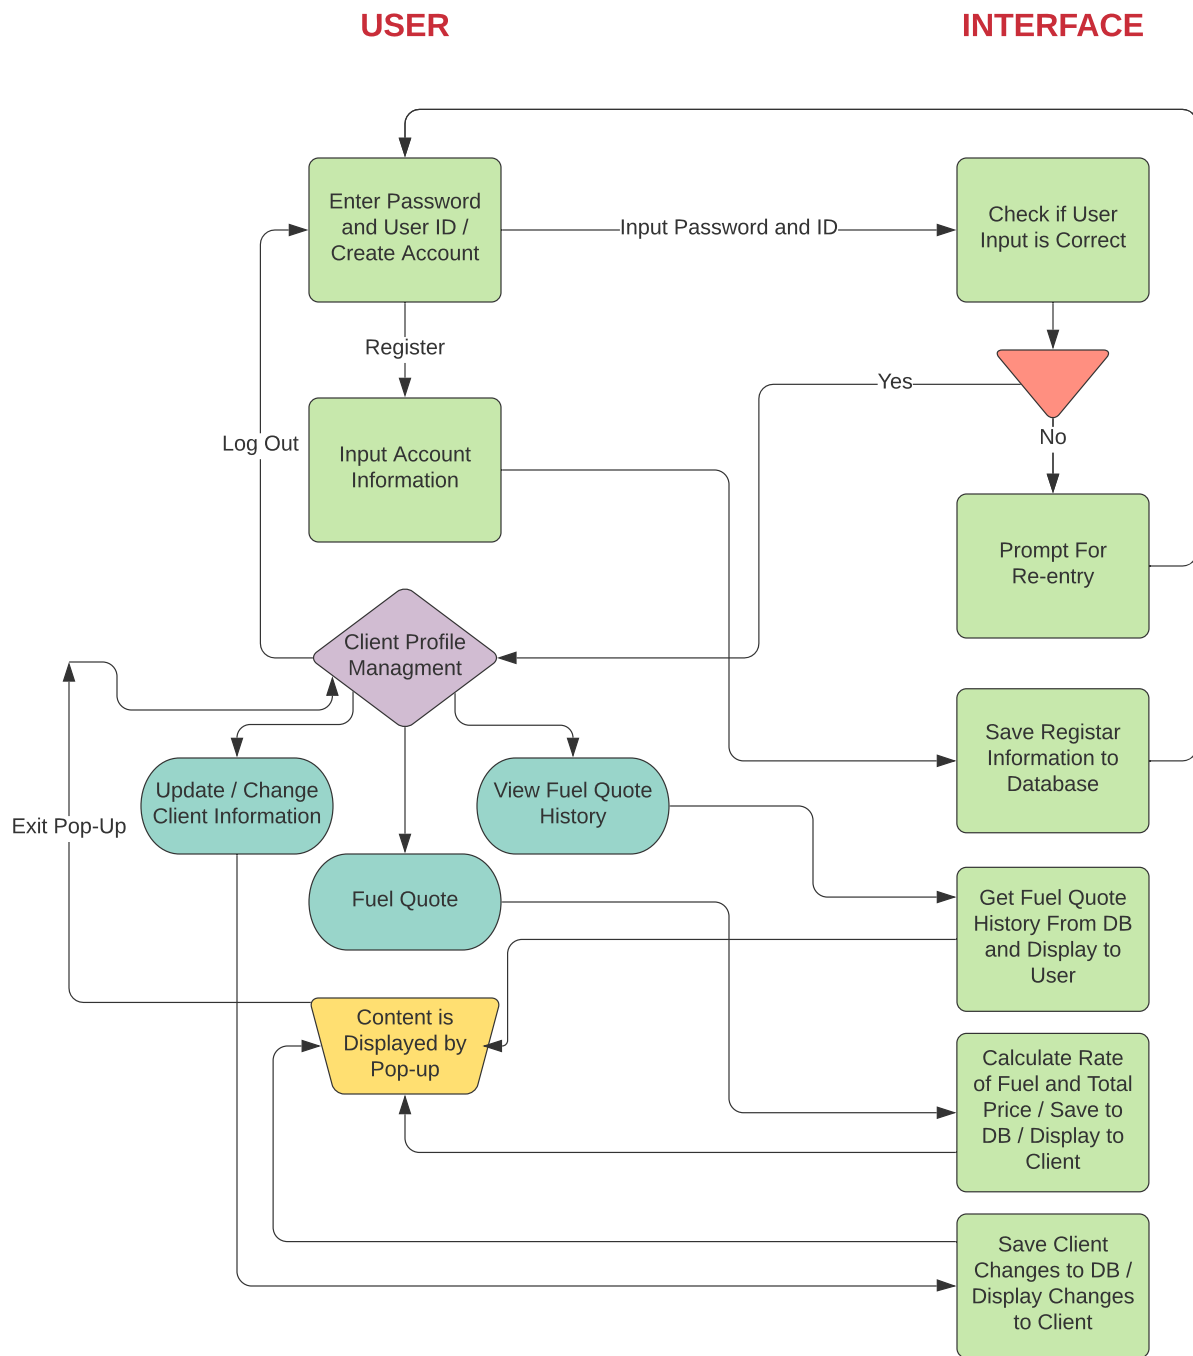 USER
INTERFACE
Enter Password
and User ID /
Create Account
Input Password and ID
Check if User
Input is Correct
Register
Yes
No
Log Out
Input Account
Information
Prompt For
Re-entry
Client Profile
Managment
Save Registar
Information to
Database
Update / Change
Client Information
View Fuel Quote
History
Exit Pop-Up
Fuel Quote
Get Fuel Quote
History From DB
and Display to
User
Content is
Displayed by
Pop-up
Calculate Rate
of Fuel and Total
Price / Save to
DB / Display to
Client
Save Client
Changes to DB /
Display Changes
to Client